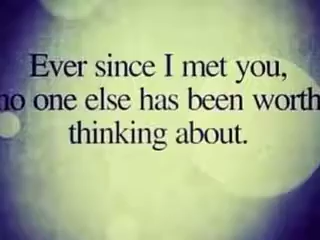 Ever since I met you,
no one else has been worth
thinking about.